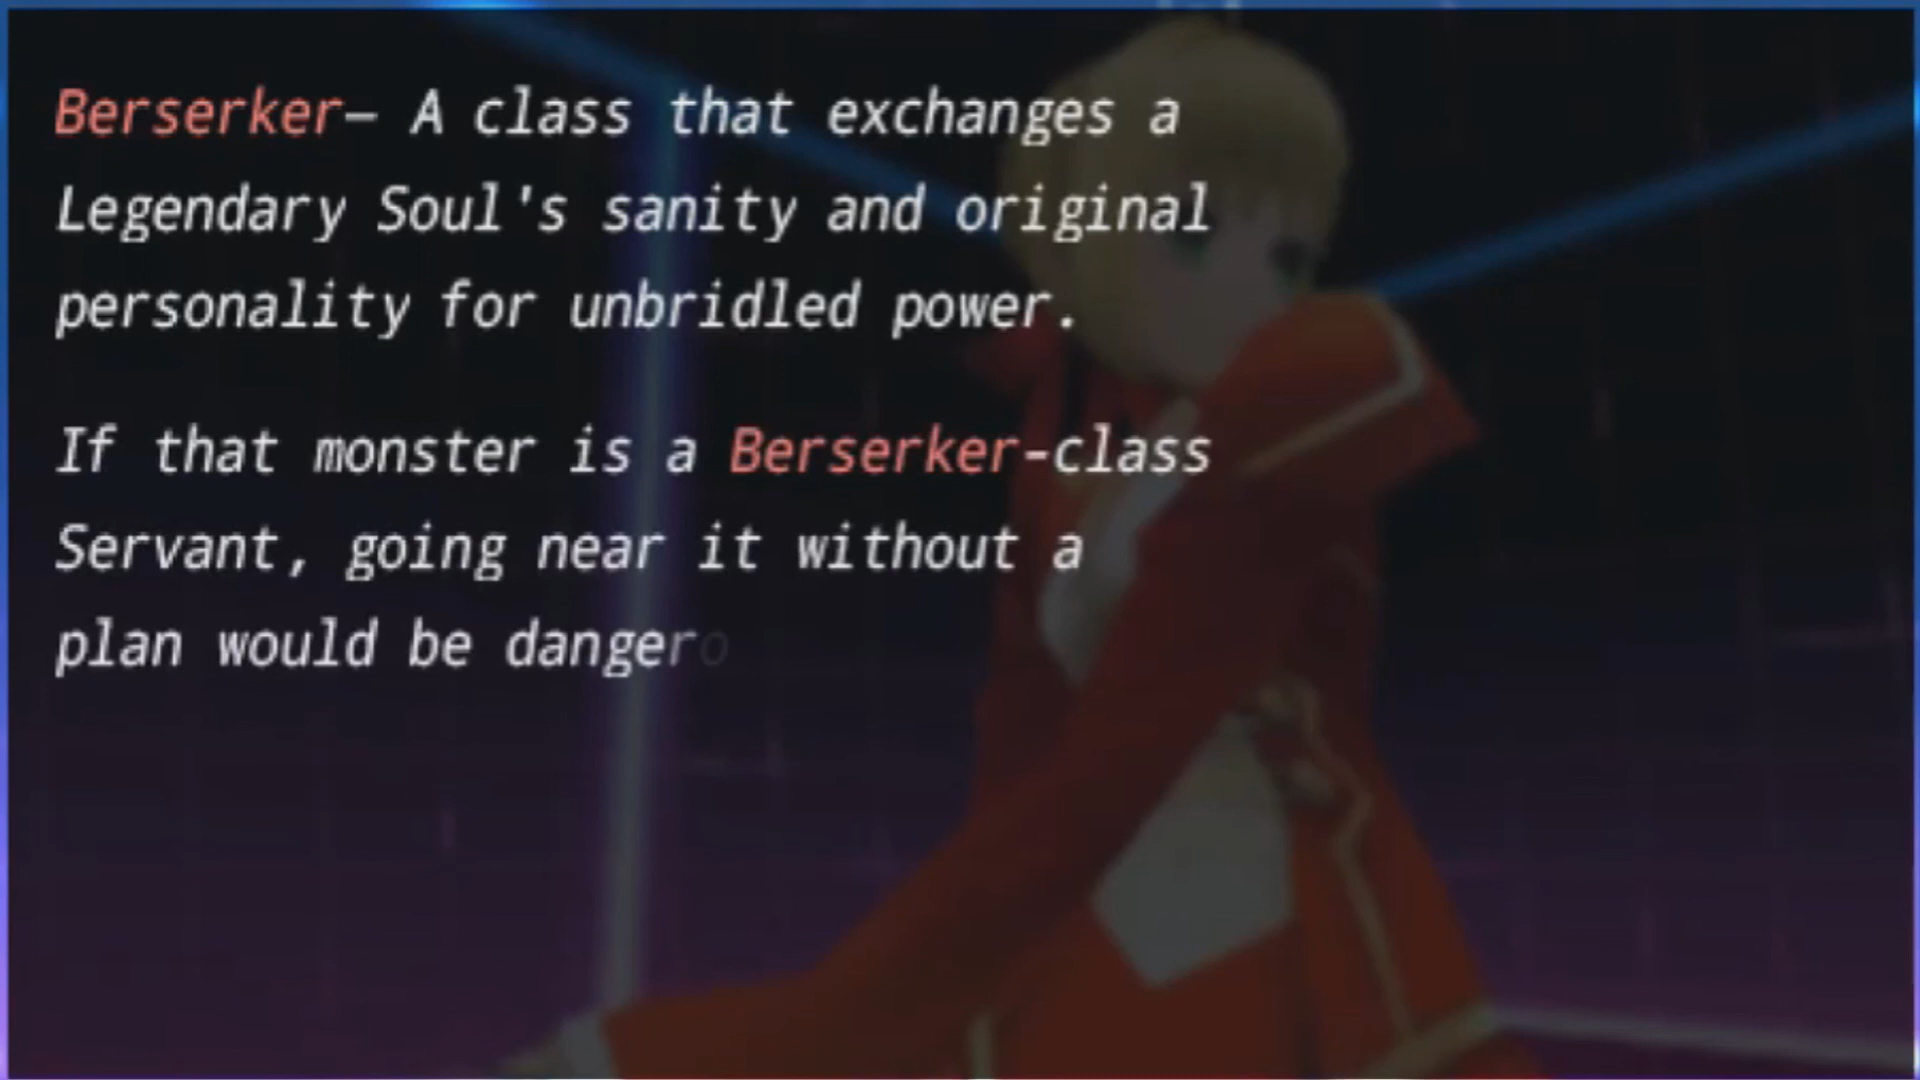 Berserker— A class that exchanges a
Legendary Soul's sanity and original
personality for unbridled power.
If that monster is a Berserker-class
Servant, going near it without a
plan would be dangero